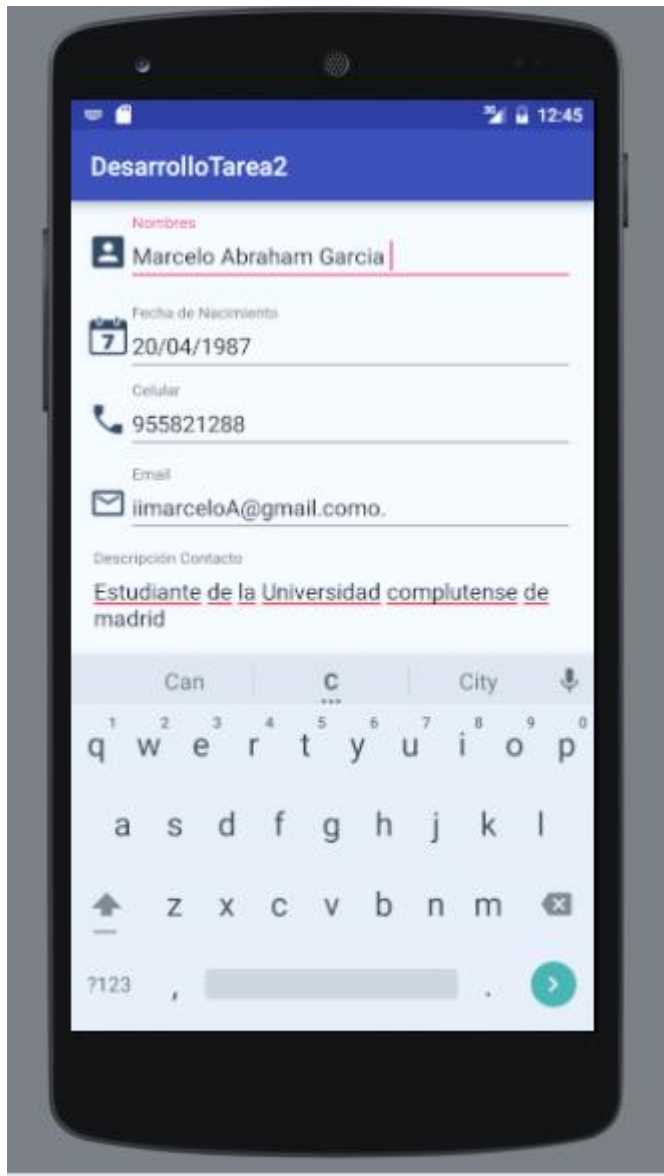 3G 12:45
DesarrolloTarea2
Nombres
Marcelo Abraham Garcia
Fecha de Nacimiento
7 20/04/1987
Celular
955821288
Email
iimarceloA@gmail.como.
Descripción Contacto
Estudiante de la Universidad complutense de
madrid
Can C City
1 2 3 4 5 6 7 8 9 0
q w e r t y u i o p
a s d f g h j k l
z x c v b n m
?123 , .